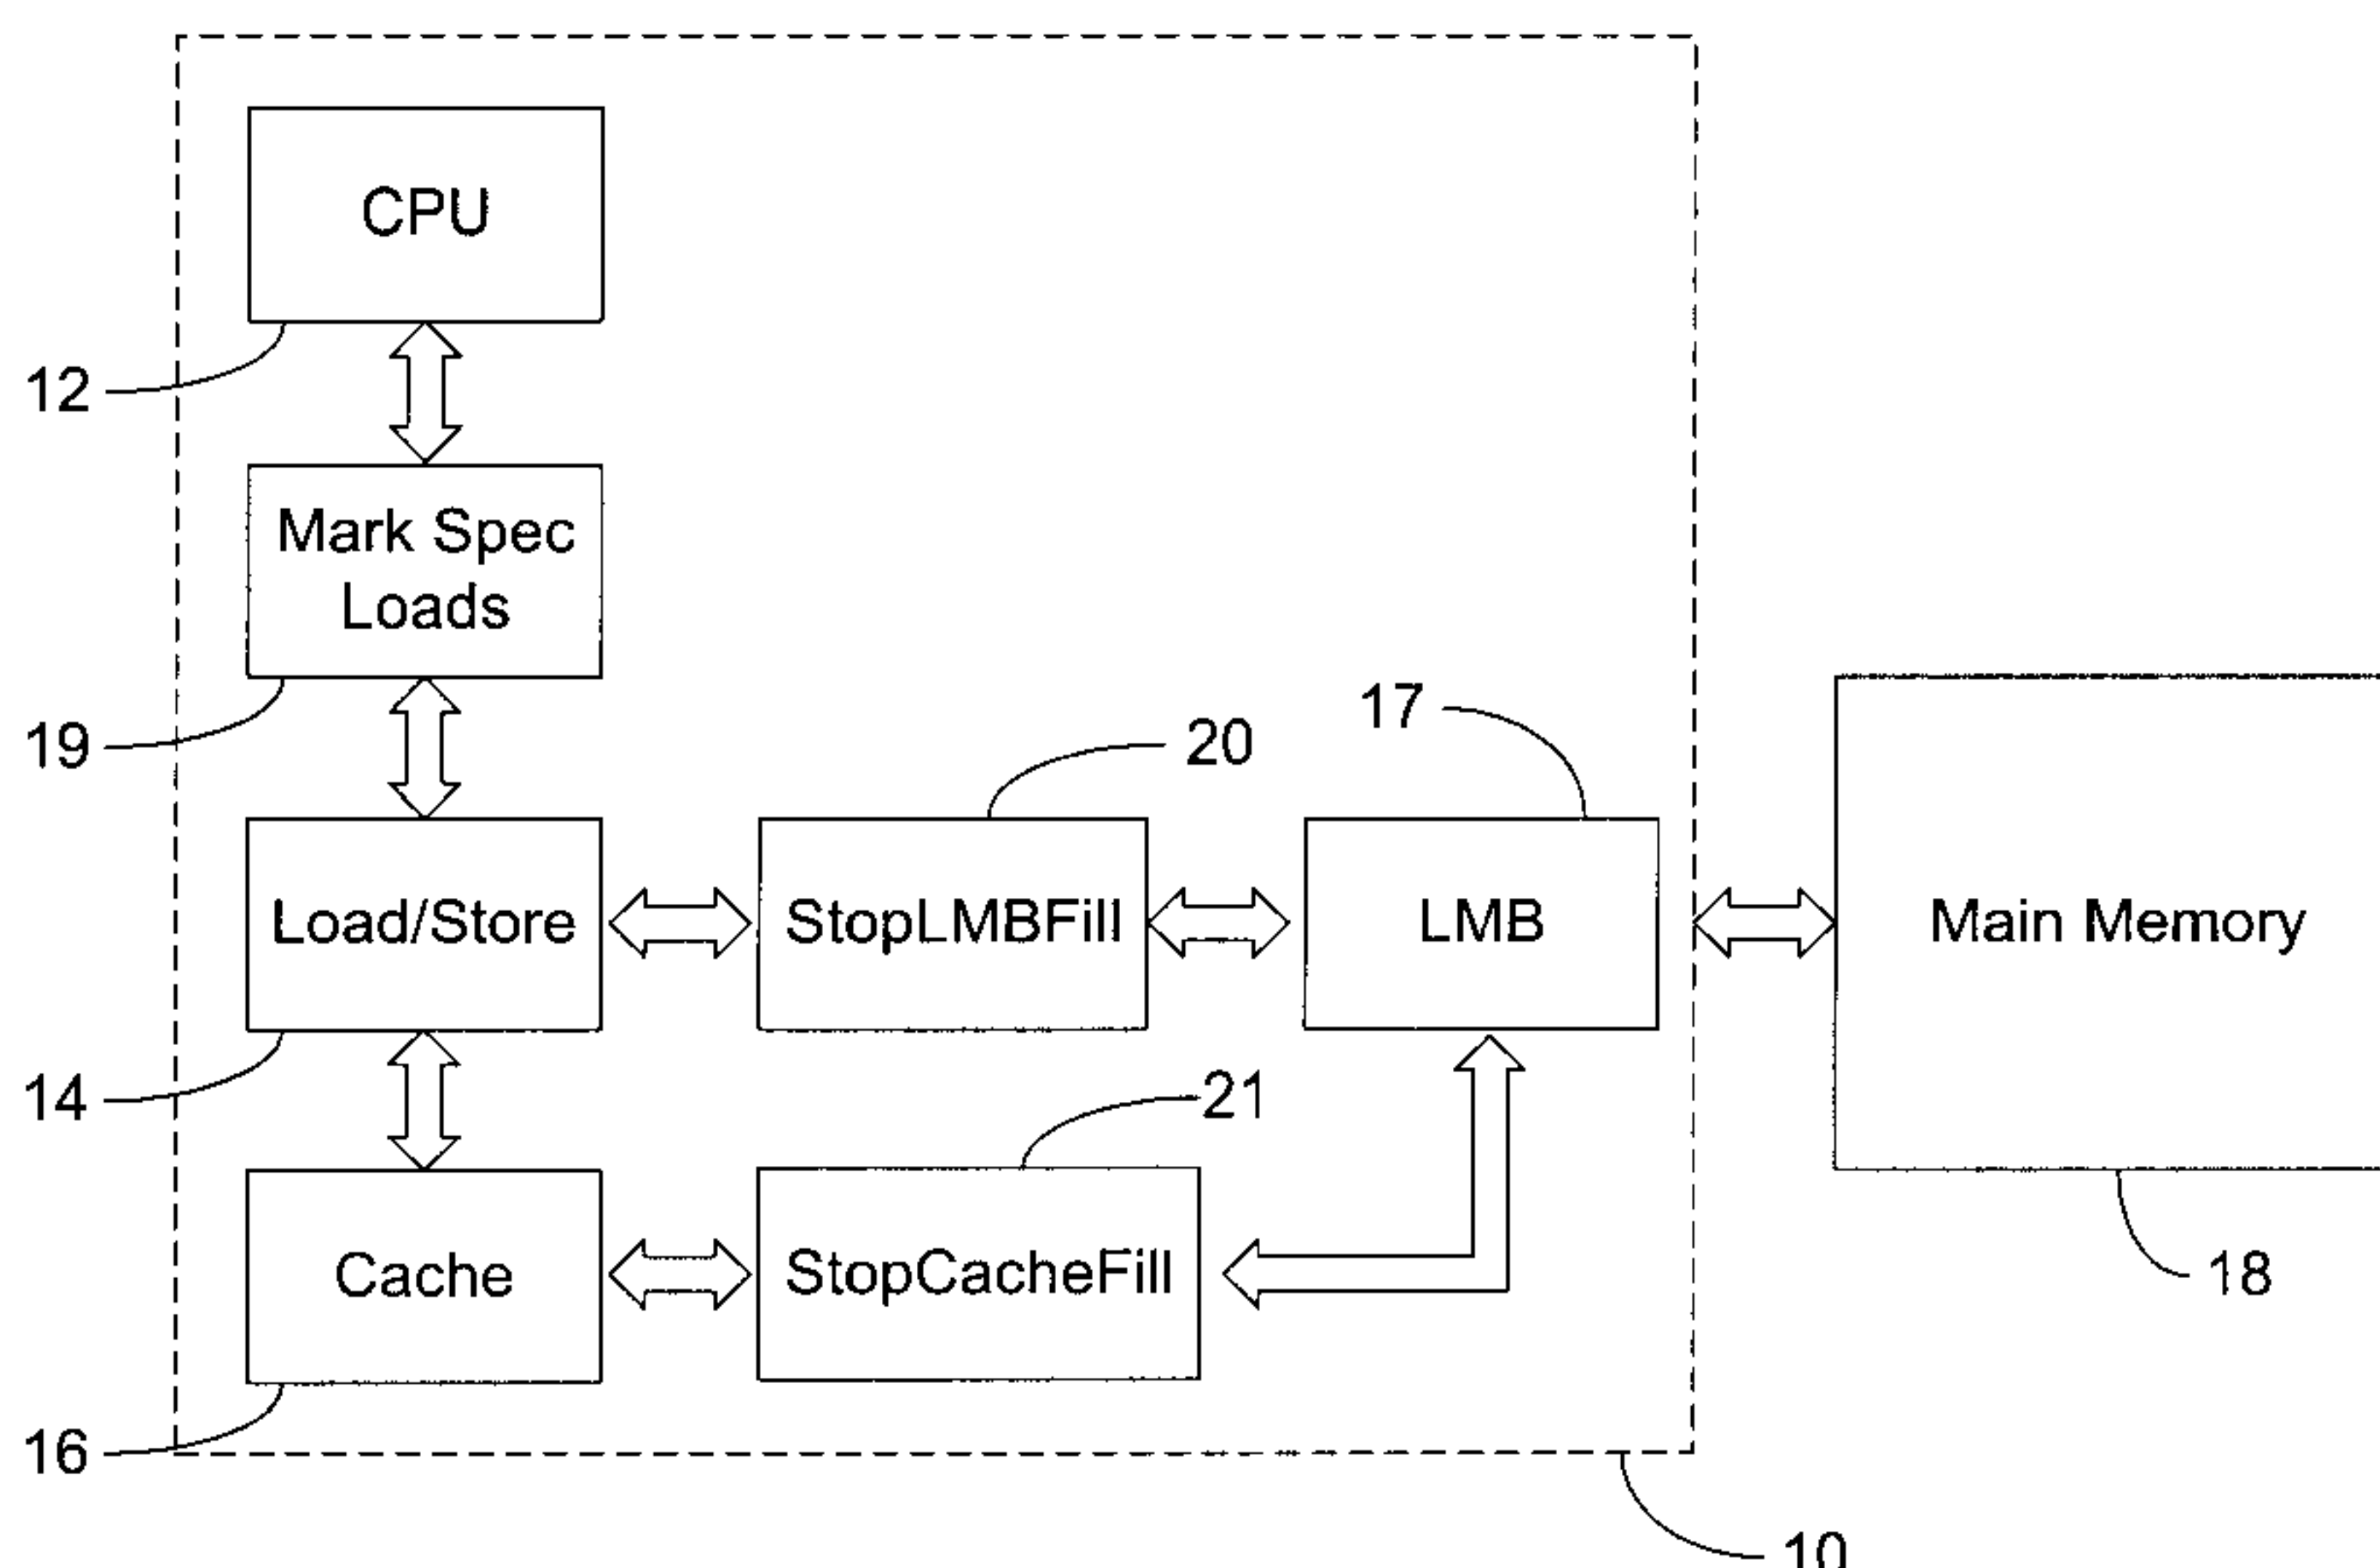 CPU
12
Mark Spec
Loads
19
17
20
Load/Store
StopLMBFill
LMB
Main Memory
14
21
Cache
StopCacheFill
18
16
10